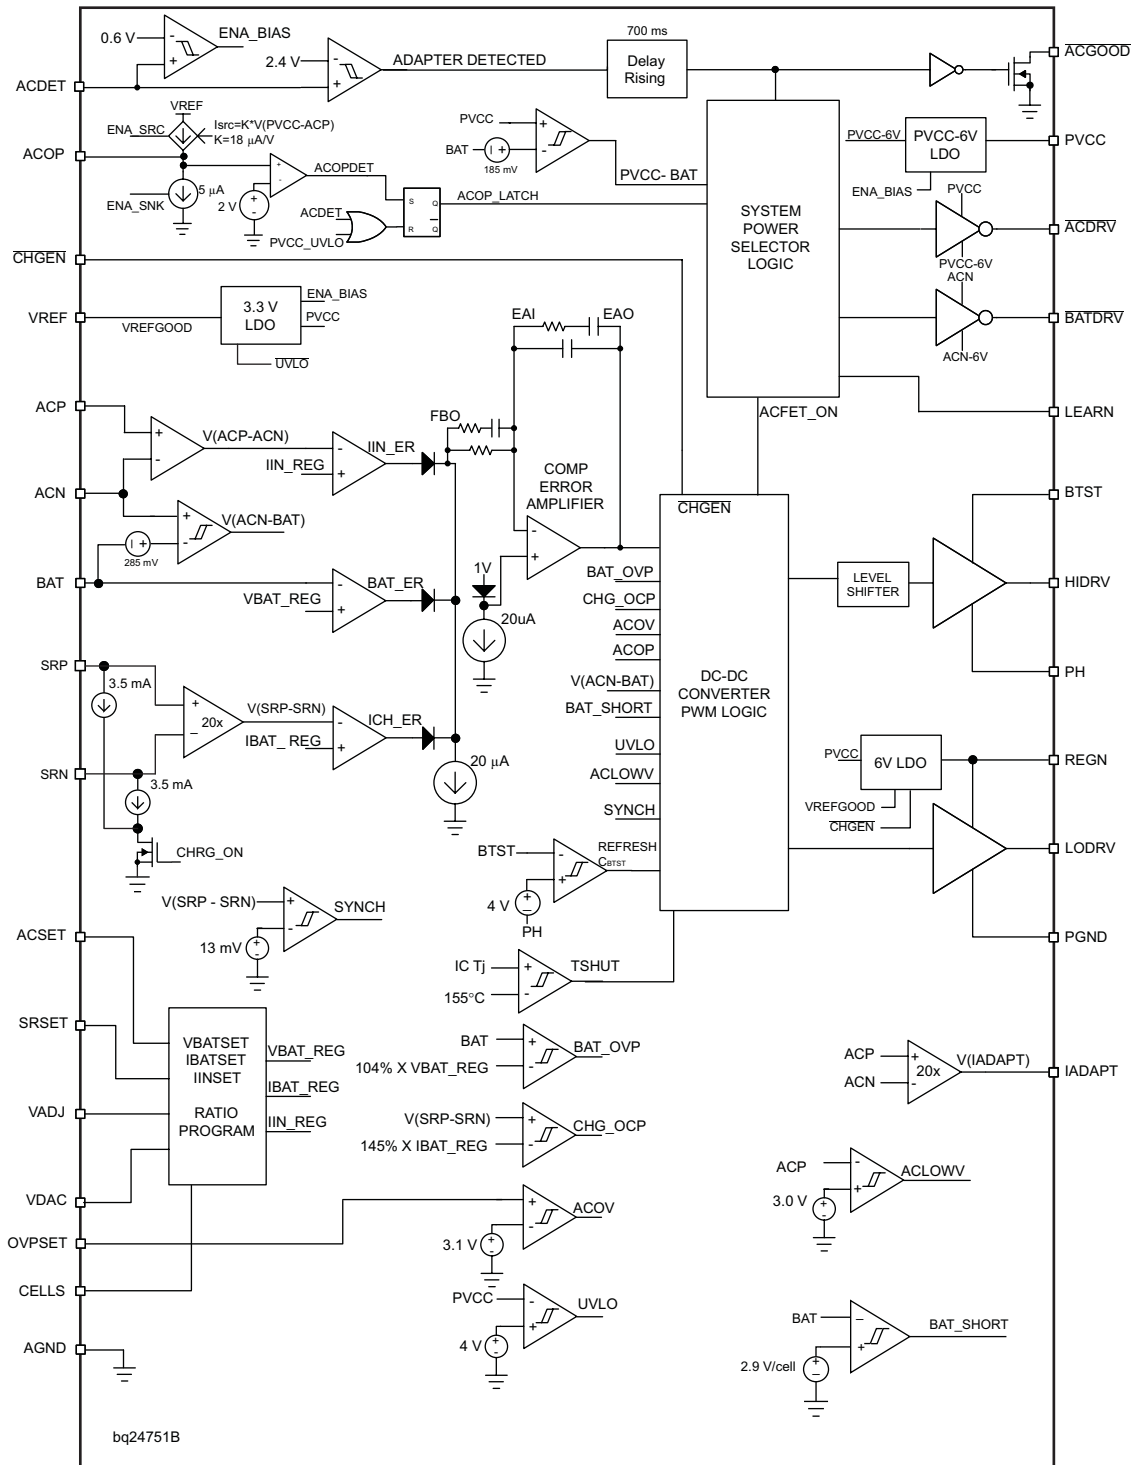 0.6 V
ENA_BIAS
2.4 V
ADAPTER DETECTED
700 ms
Delay
Rising
ACGOOD
ACDET
VREF
Isrc=K*V(PVCC-ACP)
K=18 μA/V
ENA_SRC
ACOP
ACOPDET
5 μA
ENA_SNK
2 V
ACDET
PVCC_UVLO
S
Q
R
Q
ACOP_LATCH
PVCC
BAT
185 mV
PVCC- BAT
SYSTEM
POWER
SELECTOR
LOGIC
PVCC-6V
PVCC-6V
LDO
PVCC
ENA_BIAS
PVCC
ACDRV
PVCC-6V
ACN
BATDRV
ACN-6V
LEARN
ACFET_ON
CHGEN
VREF
VREFGOOD
3.3 V
LDO
ENA_BIAS
PVCC
UVLO
EAI
EAO
FBO
COMP
ERROR
AMPLIFIER
ACP
V(ACP-ACN)
IIN_REG
IIN_ER
ACN
V(ACN-BAT)
285 mV
BAT
VBAT_REG
BAT_ER
1V
20uA
SRP
3.5 mA
20x
V(SRP-SRN)
IBAT_ REG
ICH_ER
20 μA
SRN
3.5 mA
CHRG_ON
CHGEN
BAT_OVP
CHG_OCP
ACOV
ACOP
V(ACN-BAT)
BAT_SHORT
UVLO
ACLOWV
SYNCH
REFRESH
CBTST
DC-DC
CONVERTER
PWM LOGIC
LEVEL
SHIFTER
BTST
HIDRV
PH
PVCC
6V LDO
REGN
VREFGOOD
CHGEN
LODRV
PGND
BTST
4 V
PH
V(SRP - SRN)
SYNCH
13 mV
IC Tj
155°C
TSHUT
ACSET
SRSET
VADJ
VDAC
OVPSET
CELLS
AGND
VBATSET
IBATSET
IINSET
RATIO
PROGRAM
VBAT_REG
IBAT_REG
IIN_REG
BAT
104% X VBAT_REG
BAT_OVP
V(SRP-SRN)
145% X IBAT_REG
CHG_OCP
ACOV
3.1 V
PVCC
UVLO
4 V
ACP
ACN
20x
V(IADAPT)
IADAPT
ACP
3.0 V
ACLOWV
BAT
2.9 V/cell
BAT_SHORT
bq24751B